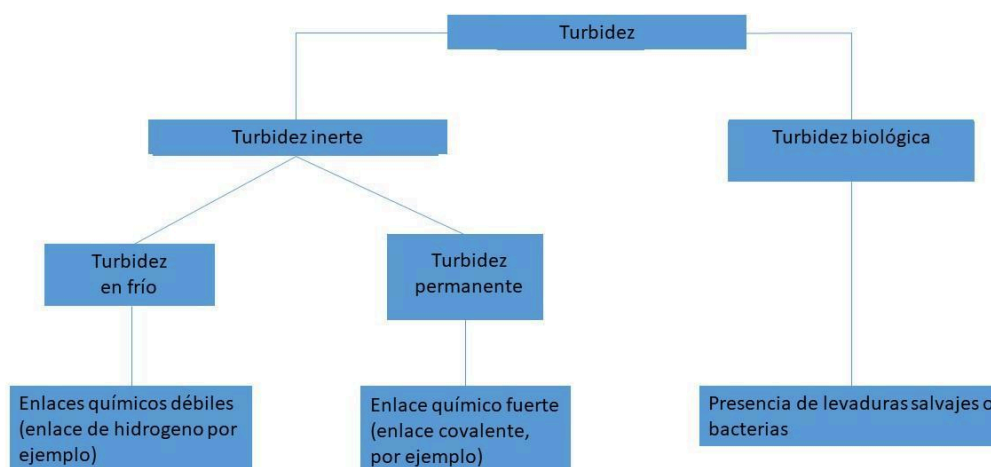 Turbidez
Turbidez inerte
Turbidez biológica
Turbidez
en frío
Turbidez
permanente
Enlaces químicos débiles
(enlace de hidrogeno por
ejemplo)
Enlace químico fuerte
(enlace covalente,
por ejemplo)
Presencia de levaduras salvajes o
bacterias